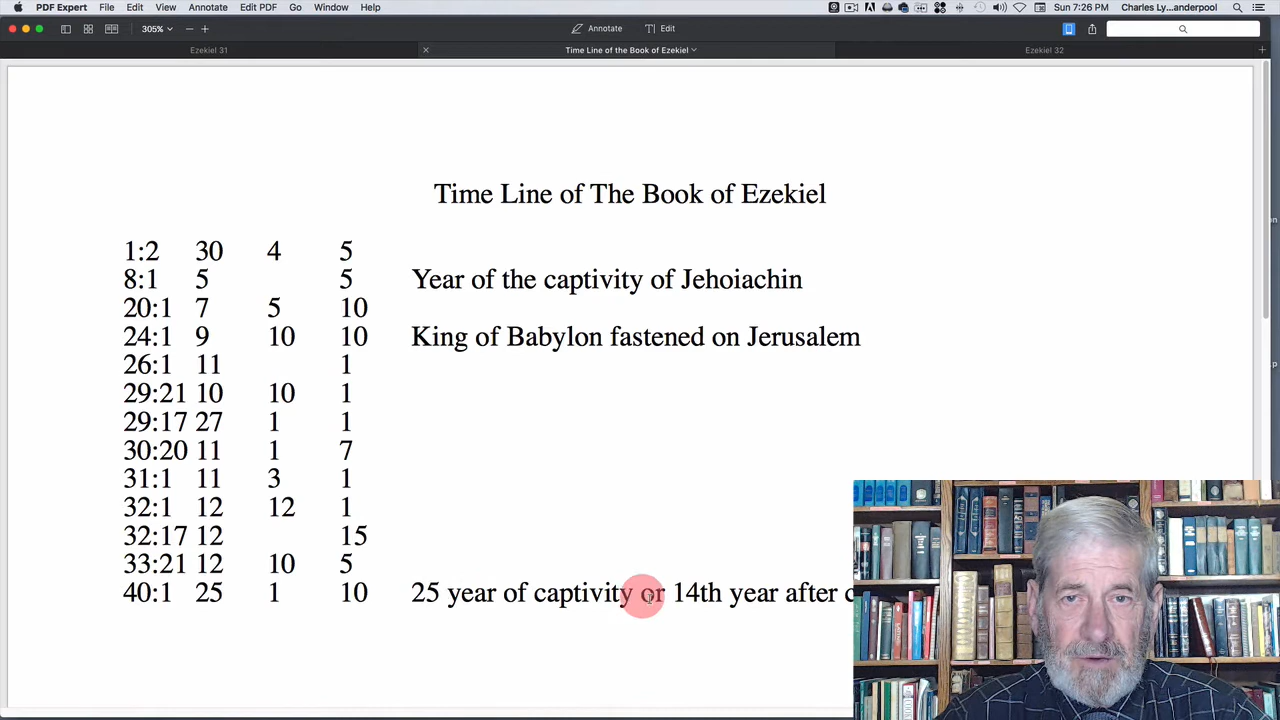 PDF Expert File Edit View Annotate Edit PDF Go Window Help Sun 7:26 PM Charles Ly...anderpool
305% Annotate Edit
Ezekiel 31 Time Line of the Book of Ezekiel Ezekiel 32
Time Line of The Book of Ezekiel
1:2 30 4 5
8:1 5 5 Year of the captivity of Jehoiachin
20:1 7 5 10
24:1 9 10 10 King of Babylon fastened on Jerusalem
26:1 11 1
29:21 10 10 1
29:17 27 1 1
30:20 11 1 7
31:1 11 3 1
32:1 12 12 1
32:17 12 15
33:21 12 10 5
40:1 25 1 10 25 year of captivity or 14th year after